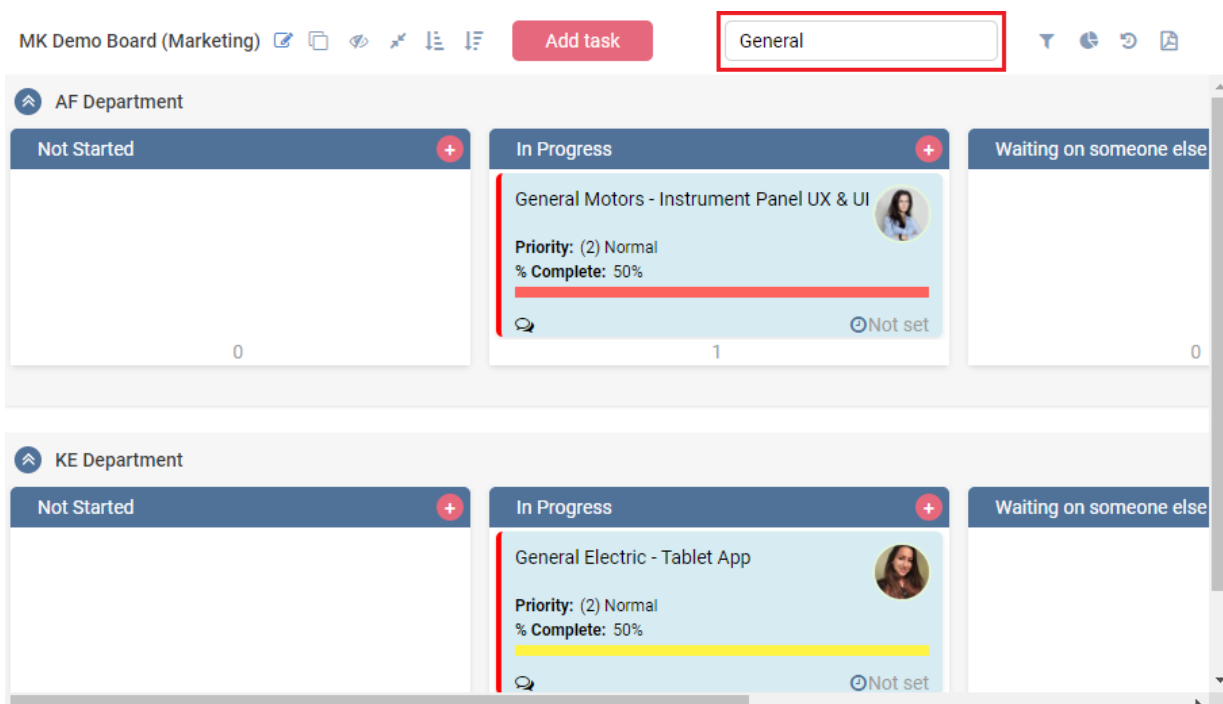 MK Demo Board (Marketing) Add task General
AF Department
Not Started + In Progress + Waiting on someone else
General Motors - Instrument Panel UX & UI
Priority: (2) Normal
% Complete: 50%
Not set
0 1 0
KE Department
Not Started + In Progress + Waiting on someone else
General Electric - Tablet App
Priority: (2) Normal
% Complete: 50%
Not set